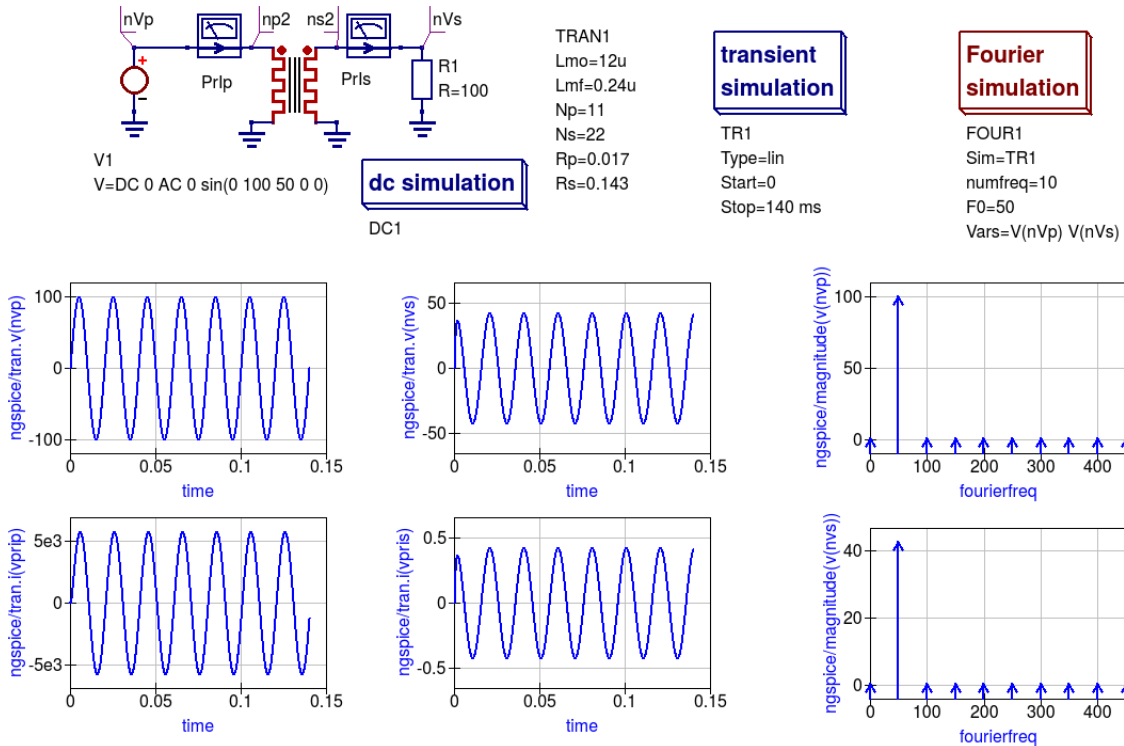 nVp
np2
ns2
nVs
PrIp
PrIs
R1
R=100
V1
V=DC 0 AC 0 sin(0 100 50 0 0)
dc simulation
DC1
TRAN1
Lmo=12u
Lmf=0.24u
Np=11
Ns=22
Rp=0.017
Rs=0.143
transient
simulation
TR1
Type=lin
Start=0
Stop=140 ms
Fourier
simulation
FOUR1
Sim=TR1
numfreq=10
F0=50
Vars=V(nVp) V(nVs)
ngspice/tran.v(nvp)
100
0
-100
0
0.05
0.1
0.15
time
ngspice/tran.v(nvs)
50
0
-50
0
0.05
0.1
0.15
time
ngspice/magnitude(v(nvp))
100
50
0
0
100
200
300
400
fourierfreq
ngspice/tran.i(vprip)
5e3
0
-5e3
0
0.05
0.1
0.15
time
ngspice/tran.i(vpris)
0.5
0
-0.5
0
0.05
0.1
0.15
time
ngspice/magnitude(v(nvs))
40
20
0
0
100
200
300
400
fourierfreq